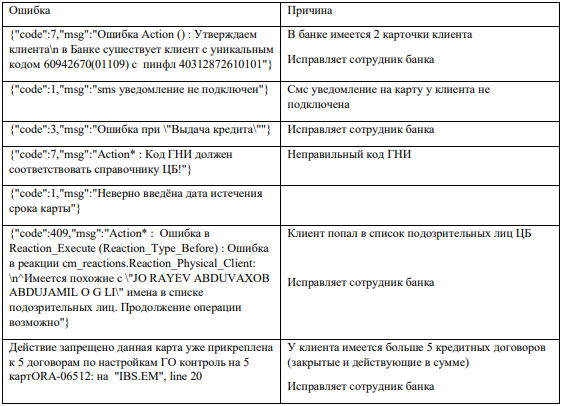 Ошибка
Причина
{"code":7,"msg":"Ошибка Action () : Утверждаем
клиента\n в Банке сушествует клиент с уникальным
кодом 60942670(01109) с пинфл 40312872610101"}
В банке имеется 2 карточки клиента
Исправляет сотрудник банка
{"code":1,"msg":"sms уведомление не подключен"}
Смс уведомление на карту у клиента не
подключена
{"code":3,"msg":"Ошибка при \"Выдача кредита\""}
Исправляет сотрудник банка
{"code":7,"msg":"Action* : Код ГНИ должен
соответствовать справочнику ЦБ!"}
Неправильный код ГНИ
{"code":1,"msg":"Неверно введёна дата истечения
срока карты"}
{"code":409,"msg":"Action* : Ошибка в
Reaction_Execute (Reaction_Type_Before) : Ошибка
в реакции cm_reactions.Reaction_Physical_Client:
\n^Имеется похожие с \"JO RAYEV ABDUVAXOB
ABDUJAMIL O G LI\" имена в списке
подозрительных лиц. Продолжение операции
возможно"}
Клиент попал в список подозрительных лиц ЦБ
Исправляет сотрудник банка
Действие запрещено данная карта уже прикреплена
к 5 договорам по настройкам ГО контроль на 5
картORA-06512: на "IBS.EM", line 20
У клиента имеется больше 5 кредитных договоров
(закрытые и действующие в сумме)
Исправляет сотрудник банка